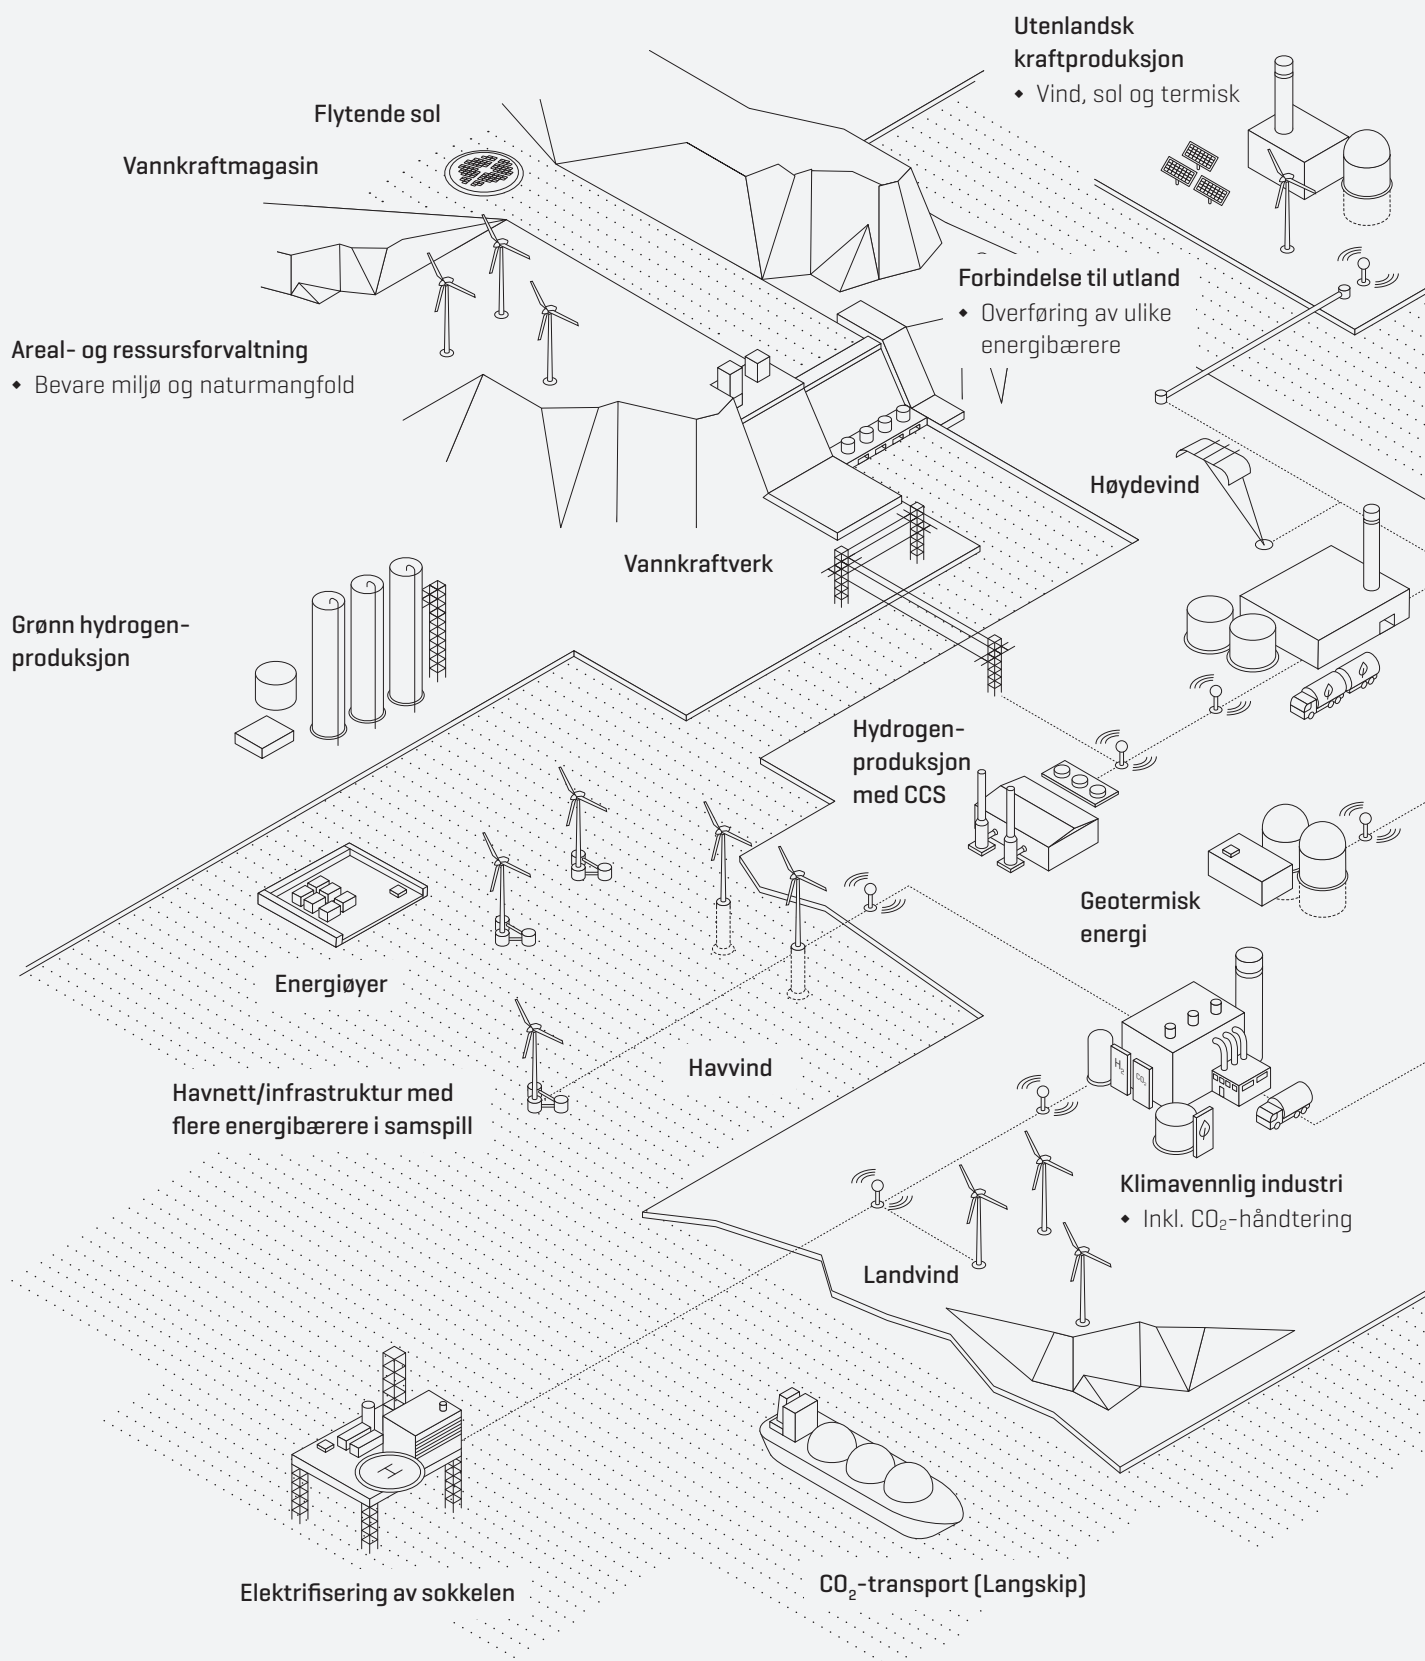 Utenlandsk
kraftproduksjon
◆ Vind, sol og termisk
Flytende sol
Vannkraftmagasin
Forbindelse til utland
◆ Overføring av ulike
energibærere
Areal- og ressursforvaltning
◆ Bevare miljø og naturmangfold
Høydevind
Vannkraftverk
Grønn hydrogen-
produksjon
Hydrogen-
produksjon
med CCS
Geotermisk
energi
Energiøyer
H₂
CO₂
Havvind
Havnett/infrastruktur med
flere energibærere i samspill
Klimavennlig industri
◆ Inkl. CO₂-håndtering
Landvind
H
Elektrifisering av sokkelen
CO₂-transport (Langskip)